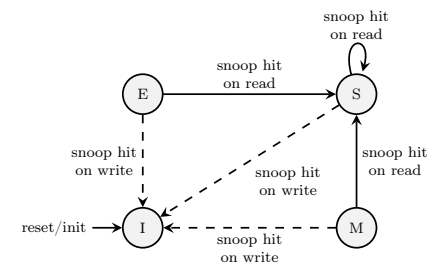 snoop hit
on read
snoop hit
on read
E
S
snoop hit
on write
snoop hit
on write
snoop hit
on read
reset/init
I
M
snoop hit
on write